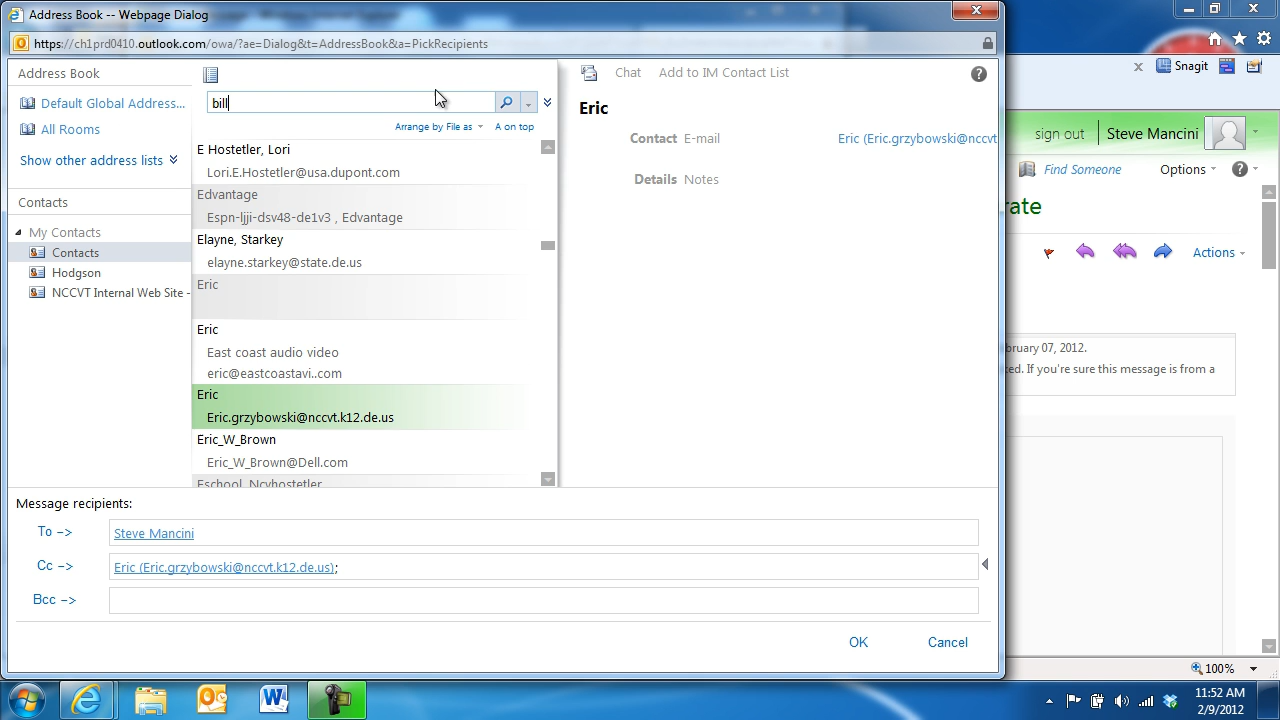 Address Book -- Webpage Dialog
https://ch1prd0410.outlook.com/owa/?ae=Dialog&t=AddressBook&a=PickRecipients
Address Book
Default Global Address...
All Rooms
Show other address lists
Contacts
My Contacts
Contacts
Hodgson
NCCVT Internal Web Site -
bill
Arrange by File as A on top
E Hostetler, Lori
Lori.E.Hostetler@usa.dupont.com
Edvantage
Espn-ljji-dsv48-de1v3 , Edvantage
Elayne, Starkey
elayne.starkey@state.de.us
Eric
Eric
East coast audio video
eric@eastcoastavi..com
Eric
Eric.grzybowski@nccvt.k12.de.us
Eric_W_Brown
Eric_W_Brown@Dell.com
Eschool, Ncvhostetler
Chat Add to IM Contact List
Eric
Contact E-mail Eric (Eric.grzybowski@nccvt
Details Notes
Message recipients:
To -> Steve Mancini
Cc -> Eric (Eric.grzybowski@nccvt.k12.de.us);
Bcc ->
OK Cancel
x Snagit
sign out Steve Mancini
Find Someone Options
rate
Actions
bruary 07, 2012.
ced. If you're sure this message is from a
100%
11:52 AM
2/9/2012